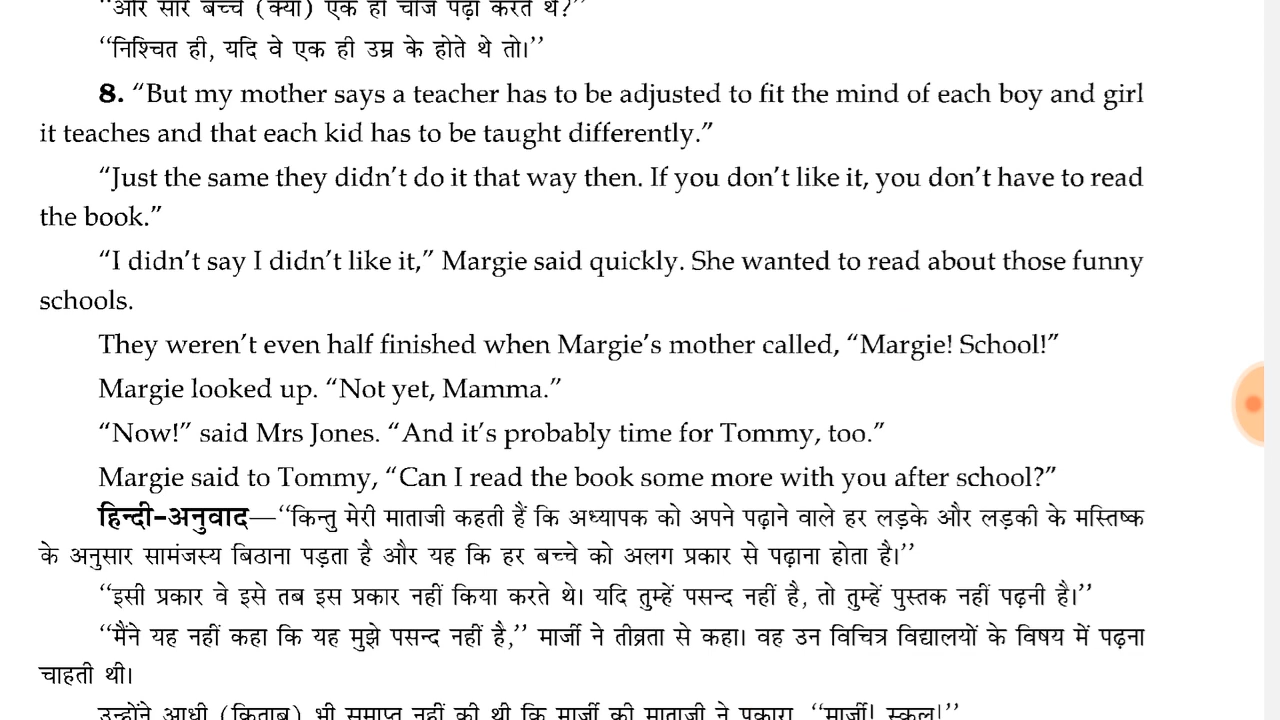 “और सारे बच्चे (क्या) एक ही चीज पढ़ा करते थे?”
“निश्चित ही, यदि वे एक ही उम्र के होते थे तो।”
8. “But my mother says a teacher has to be adjusted to fit the mind of each boy and girl
it teaches and that each kid has to be taught differently.”
“Just the same they didn’t do it that way then. If you don’t like it, you don’t have to read
the book.”
“I didn’t say I didn’t like it,” Margie said quickly. She wanted to read about those funny
schools.
They weren’t even half finished when Margie’s mother called, “Margie! School!”
Margie looked up. “Not yet, Mamma.”
“Now!” said Mrs Jones. “And it’s probably time for Tommy, too.”
Margie said to Tommy, “Can I read the book some more with you after school?”
हिन्दी-अनुवाद—“किन्तु मेरी माताजी कहती हैं कि अध्यापक को अपने पढ़ाने वाले हर लड़के और लड़की के मस्तिष्क
के अनुसार सामंजस्य बिठाना पड़ता है और यह कि हर बच्चे को अलग प्रकार से पढ़ाना होता है।”
“इसी प्रकार वे इसे तब इस प्रकार नहीं किया करते थे। यदि तुम्हें पसन्द नहीं है, तो तुम्हें पुस्तक नहीं पढ़नी है।”
“मैंने यह नहीं कहा कि यह मुझे पसन्द नहीं है,” मार्जी ने तीव्रता से कहा। वह उन विचित्र विद्यालयों के विषय में पढ़ना
चाहती थी।
उन्होंने आधी (किताब) भी समाप्त नहीं की थी कि मार्जी की माताजी ने पुकारा, “मार्जी! स्कूल!”